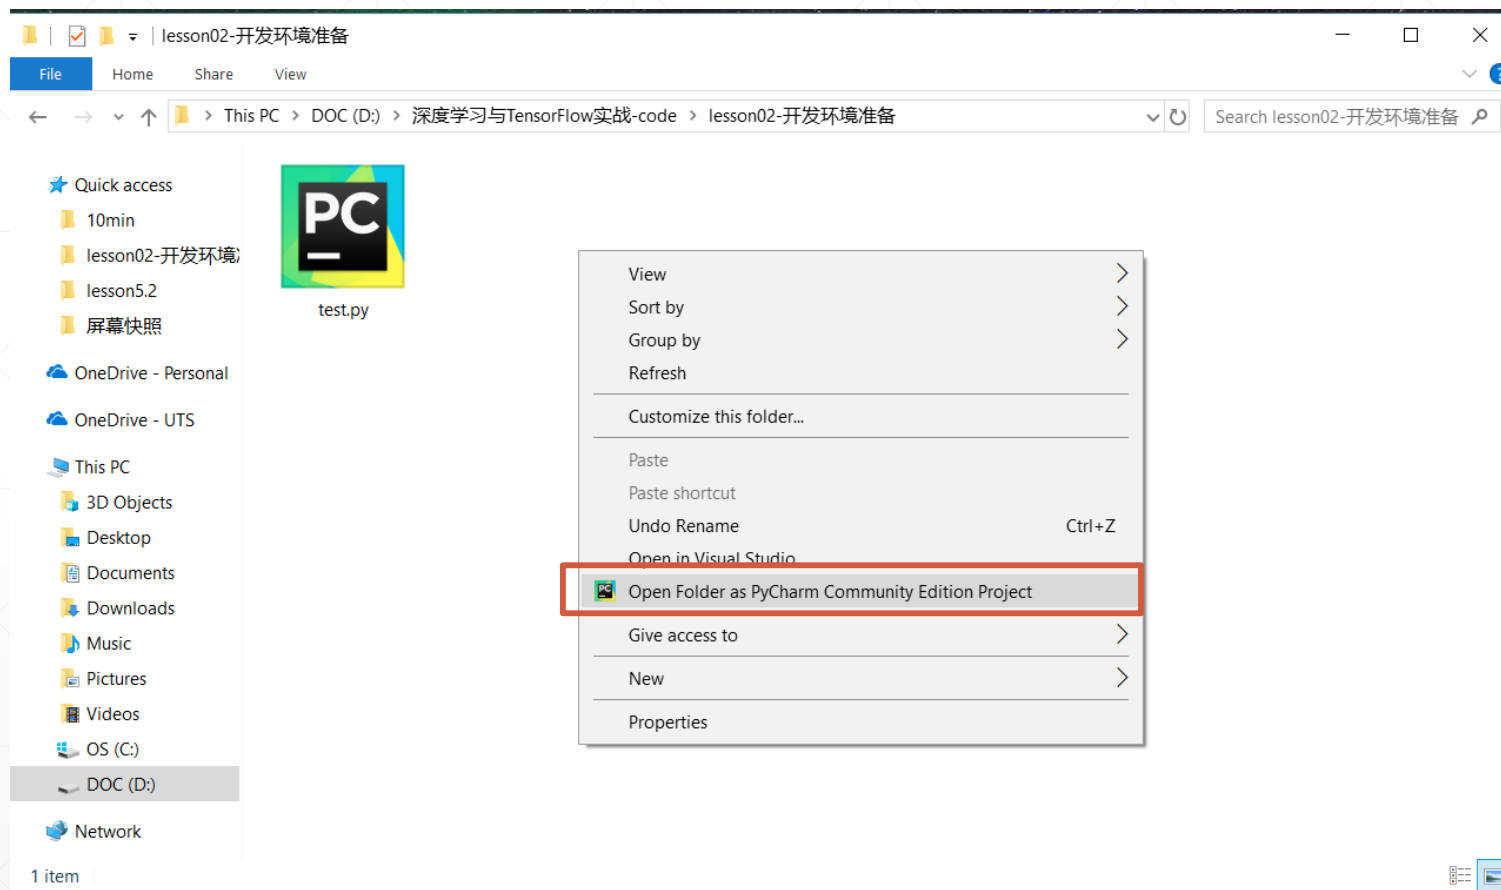 lesson02-开发环境准备
File Home Share View
This PC > DOC (D:) > 深度学习与TensorFlow实战-code > lesson02-开发环境准备
Search lesson02-开发环境准备
Quick access
10min
lesson02-开发环境
lesson5.2
屏幕快照
OneDrive - Personal
OneDrive - UTS
This PC
3D Objects
Desktop
Documents
Downloads
Music
Pictures
Videos
OS (C:)
DOC (D:)
Network
PC
test.py
View
Sort by
Group by
Refresh
Customize this folder...
Paste
Paste shortcut
Undo Rename Ctrl+Z
Open in Visual Studio
PC Open Folder as PyCharm Community Edition Project
Give access to
New
Properties
1 item